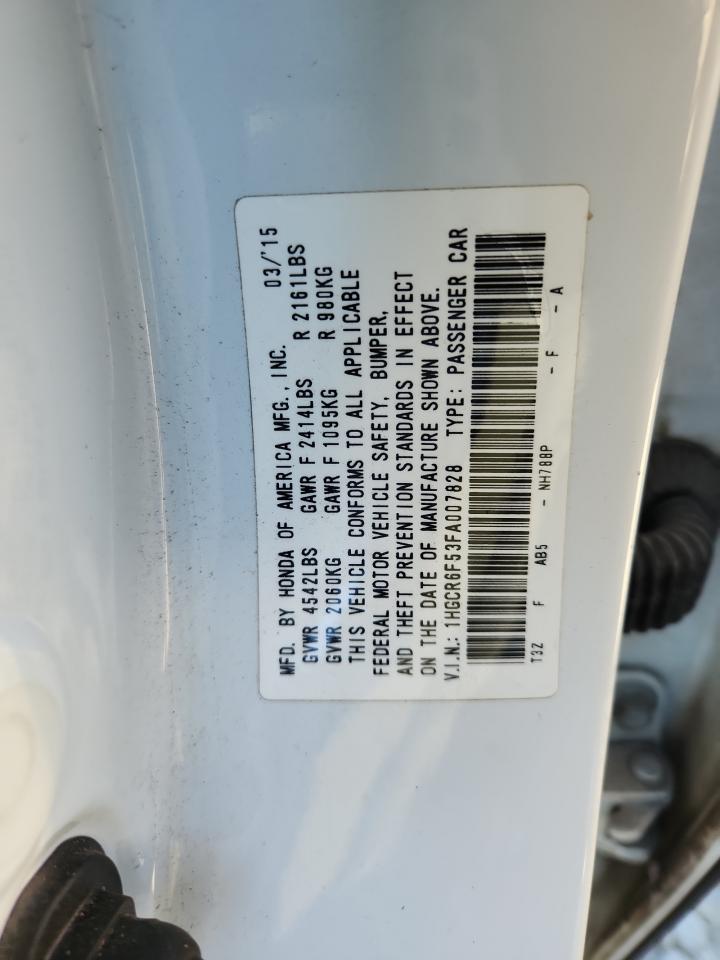 MFD. BY HONDA OF AMERICA MFG., INC. 03/'15
GVWR 4542LBS GAWR F 2414LBS R 2161LBS
GVWR 2060KG GAWR F 1095KG R 980KG
THIS VEHICLE CONFORMS TO ALL APPLICABLE
FEDERAL MOTOR VEHICLE SAFETY, BUMPER,
AND THEFT PREVENTION STANDARDS IN EFFECT
ON THE DATE OF MANUFACTURE SHOWN ABOVE.
V.I.N.: 1HGCR6F53FA007828 TYPE: PASSENGER CAR
T3Z F AB5 - NH788P - F - A